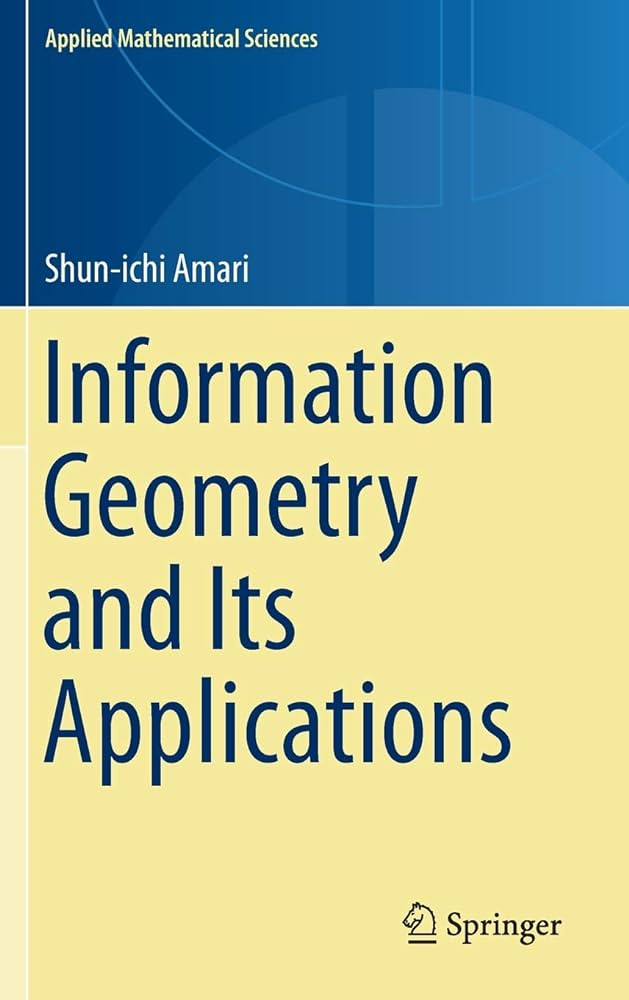 Applied Mathematical Sciences
Shun-ichi Amari
Information
Geometry
and Its
Applications
Springer